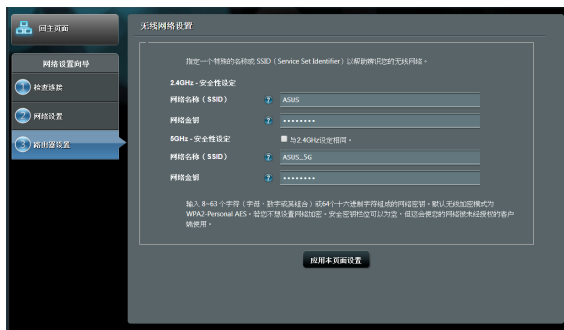 回主页面
网络设置向导
1 检查连接
2 网络设置
3 路由器设置
无线网络设置
指定一个特殊的名称或 SSID（Service Set Identifier）以帮助辨识您的无线网络。
2.4GHz - 安全性设定
网络名称（SSID） ? ASUS
网络金钥 ? ••••••••
5GHz - 安全性设定 与2.4GHz设定相同。
网络名称（SSID） ? ASUS_5G
网络金钥 ? ••••••••
输入 8-63 个字符（字母、数字或其组合）或64个十六进制字符组成的网络密钥。默认无线加密模式为
WPA2-Personal AES。若您不想设置网络加密，安全密钥栏位可以为空，但这会使您的网络被未经授权的客户
端使用。
应用本页面设置